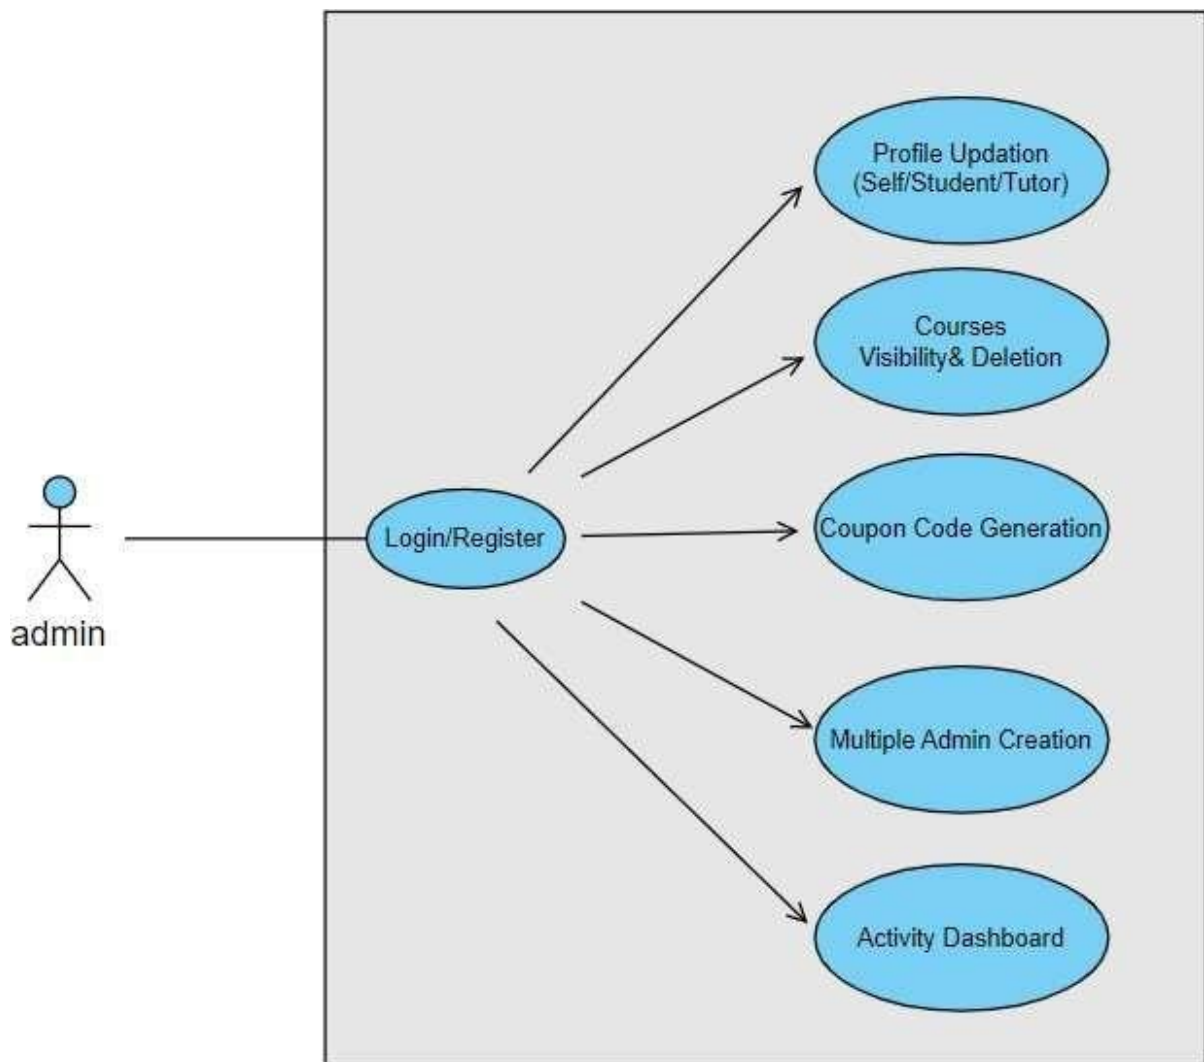 Profile Updation
(Self/Student/Tutor)
Courses
Visibility& Deletion
Coupon Code Generation
Login/Register
admin
Multiple Admin Creation
Activity Dashboard